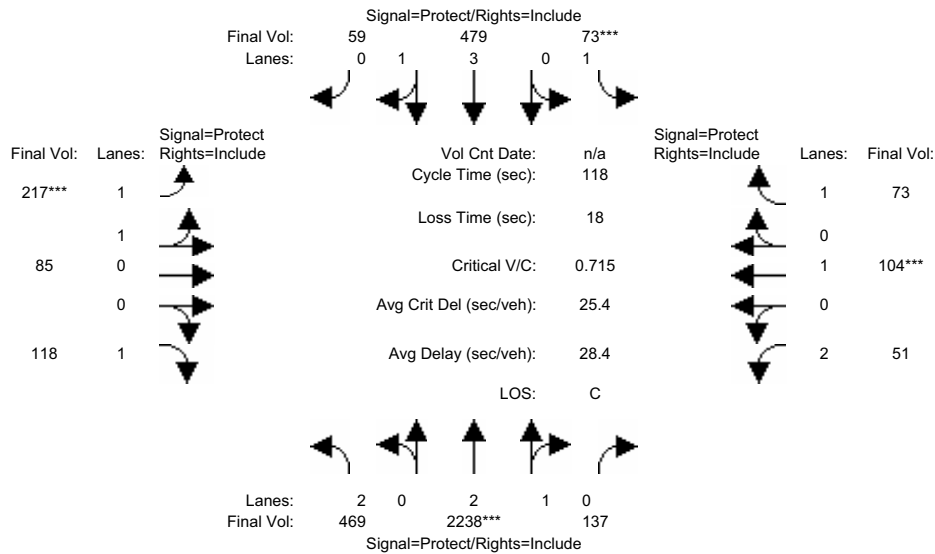 Signal=Protect/Rights=Include
Final Vol: 59 479 73***
Lanes: 0 1 3 0 1
Signal=Protect Signal=Protect
Final Vol: Lanes: Rights=Include Vol Cnt Date: n/a Rights=Include Lanes: Final Vol:
Cycle Time (sec): 118
217*** 1 1 73
Loss Time (sec): 18
1 0
85 0 Critical V/C: 0.715 1 104***
0 Avg Crit Del (sec/veh): 25.4 0
118 1 Avg Delay (sec/veh): 28.4 2 51
LOS: C
Lanes: 2 0 2 1 0
Final Vol: 469 2238*** 137
Signal=Protect/Rights=Include